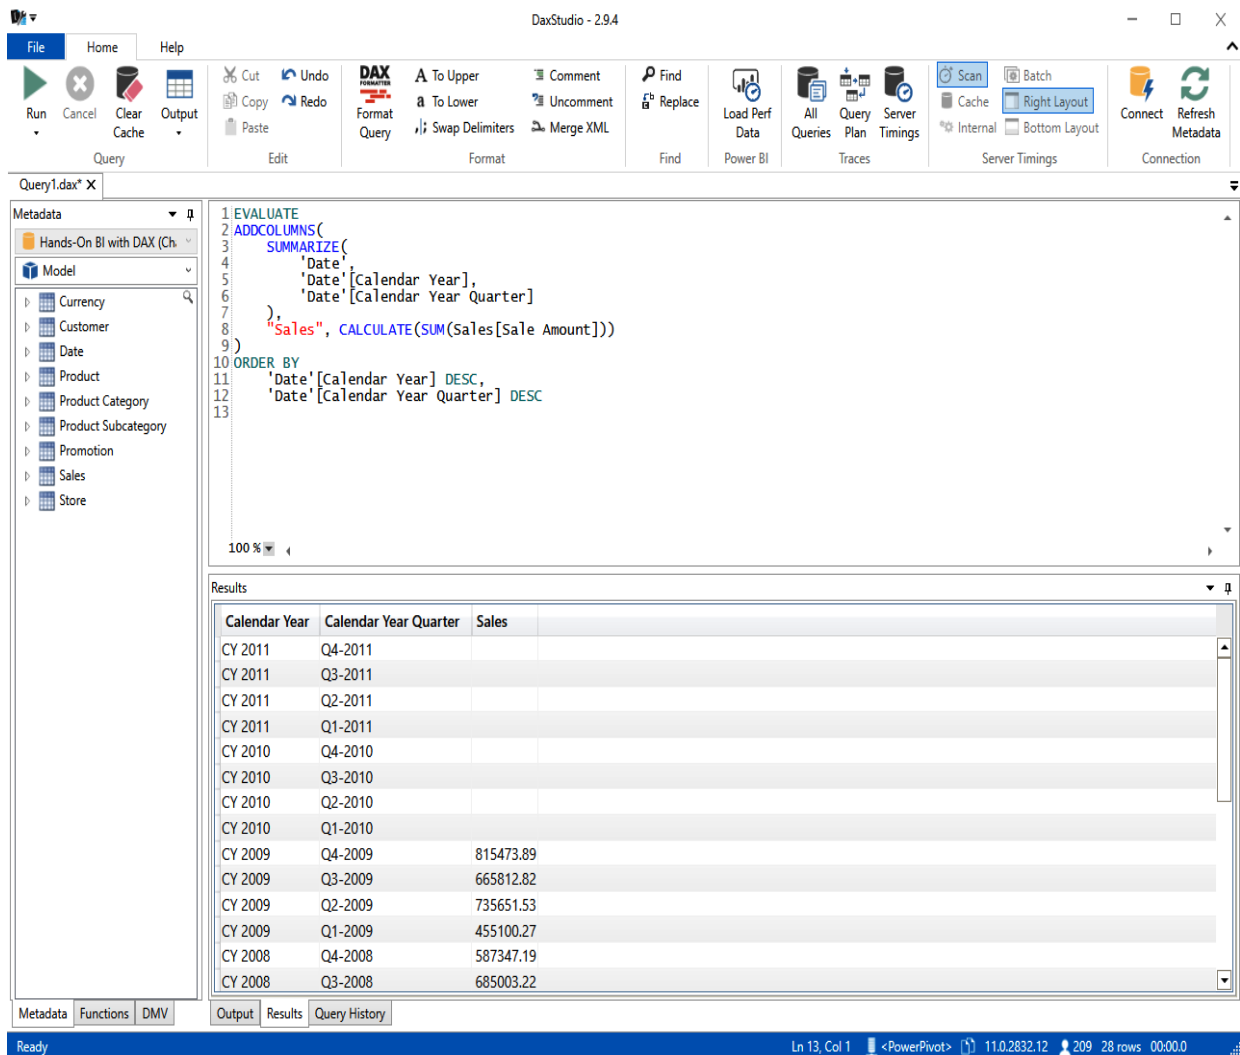 DaxStudio - 2.9.4
File Home Help
Run Cancel Clear Cache Output
Query
Cut Copy Paste Undo Redo
Edit
DAX FORMATTER Format Query
A To Upper
a To Lower
Swap Delimiters
Comment
Uncomment
Merge XML
Format
Find
Replace
Find
Load Perf Data
Power BI
All Queries Query Plan Server Timings
Traces
Scan Cache Internal Batch Right Layout Bottom Layout
Server Timings
Connect Refresh Metadata
Connection
Query1.dax* X
Metadata
Hands-On BI with DAX (Ch
Model
Currency
Customer
Date
Product
Product Category
Product Subcategory
Promotion
Sales
Store
1 EVALUATE
2 ADDCOLUMNS(
3 SUMMARIZE(
4 'Date',
5 'Date'[Calendar Year],
6 'Date'[Calendar Year Quarter]
7 ),
8 "Sales", CALCULATE(SUM(Sales[Sale Amount]))
9 )
10 ORDER BY
11 'Date'[Calendar Year] DESC,
12 'Date'[Calendar Year Quarter] DESC
13
100 %
Results
Calendar Year Calendar Year Quarter Sales
CY 2011 Q4-2011
CY 2011 Q3-2011
CY 2011 Q2-2011
CY 2011 Q1-2011
CY 2010 Q4-2010
CY 2010 Q3-2010
CY 2010 Q2-2010
CY 2010 Q1-2010
CY 2009 Q4-2009 815473.89
CY 2009 Q3-2009 665812.82
CY 2009 Q2-2009 735651.53
CY 2009 Q1-2009 455100.27
CY 2008 Q4-2008 587347.19
CY 2008 Q3-2008 685003.22
Metadata Functions DMV
Output Results Query History
Ready Ln 13, Col 1 <PowerPivot> 11.0.2832.12 209 28 rows 00:00.0